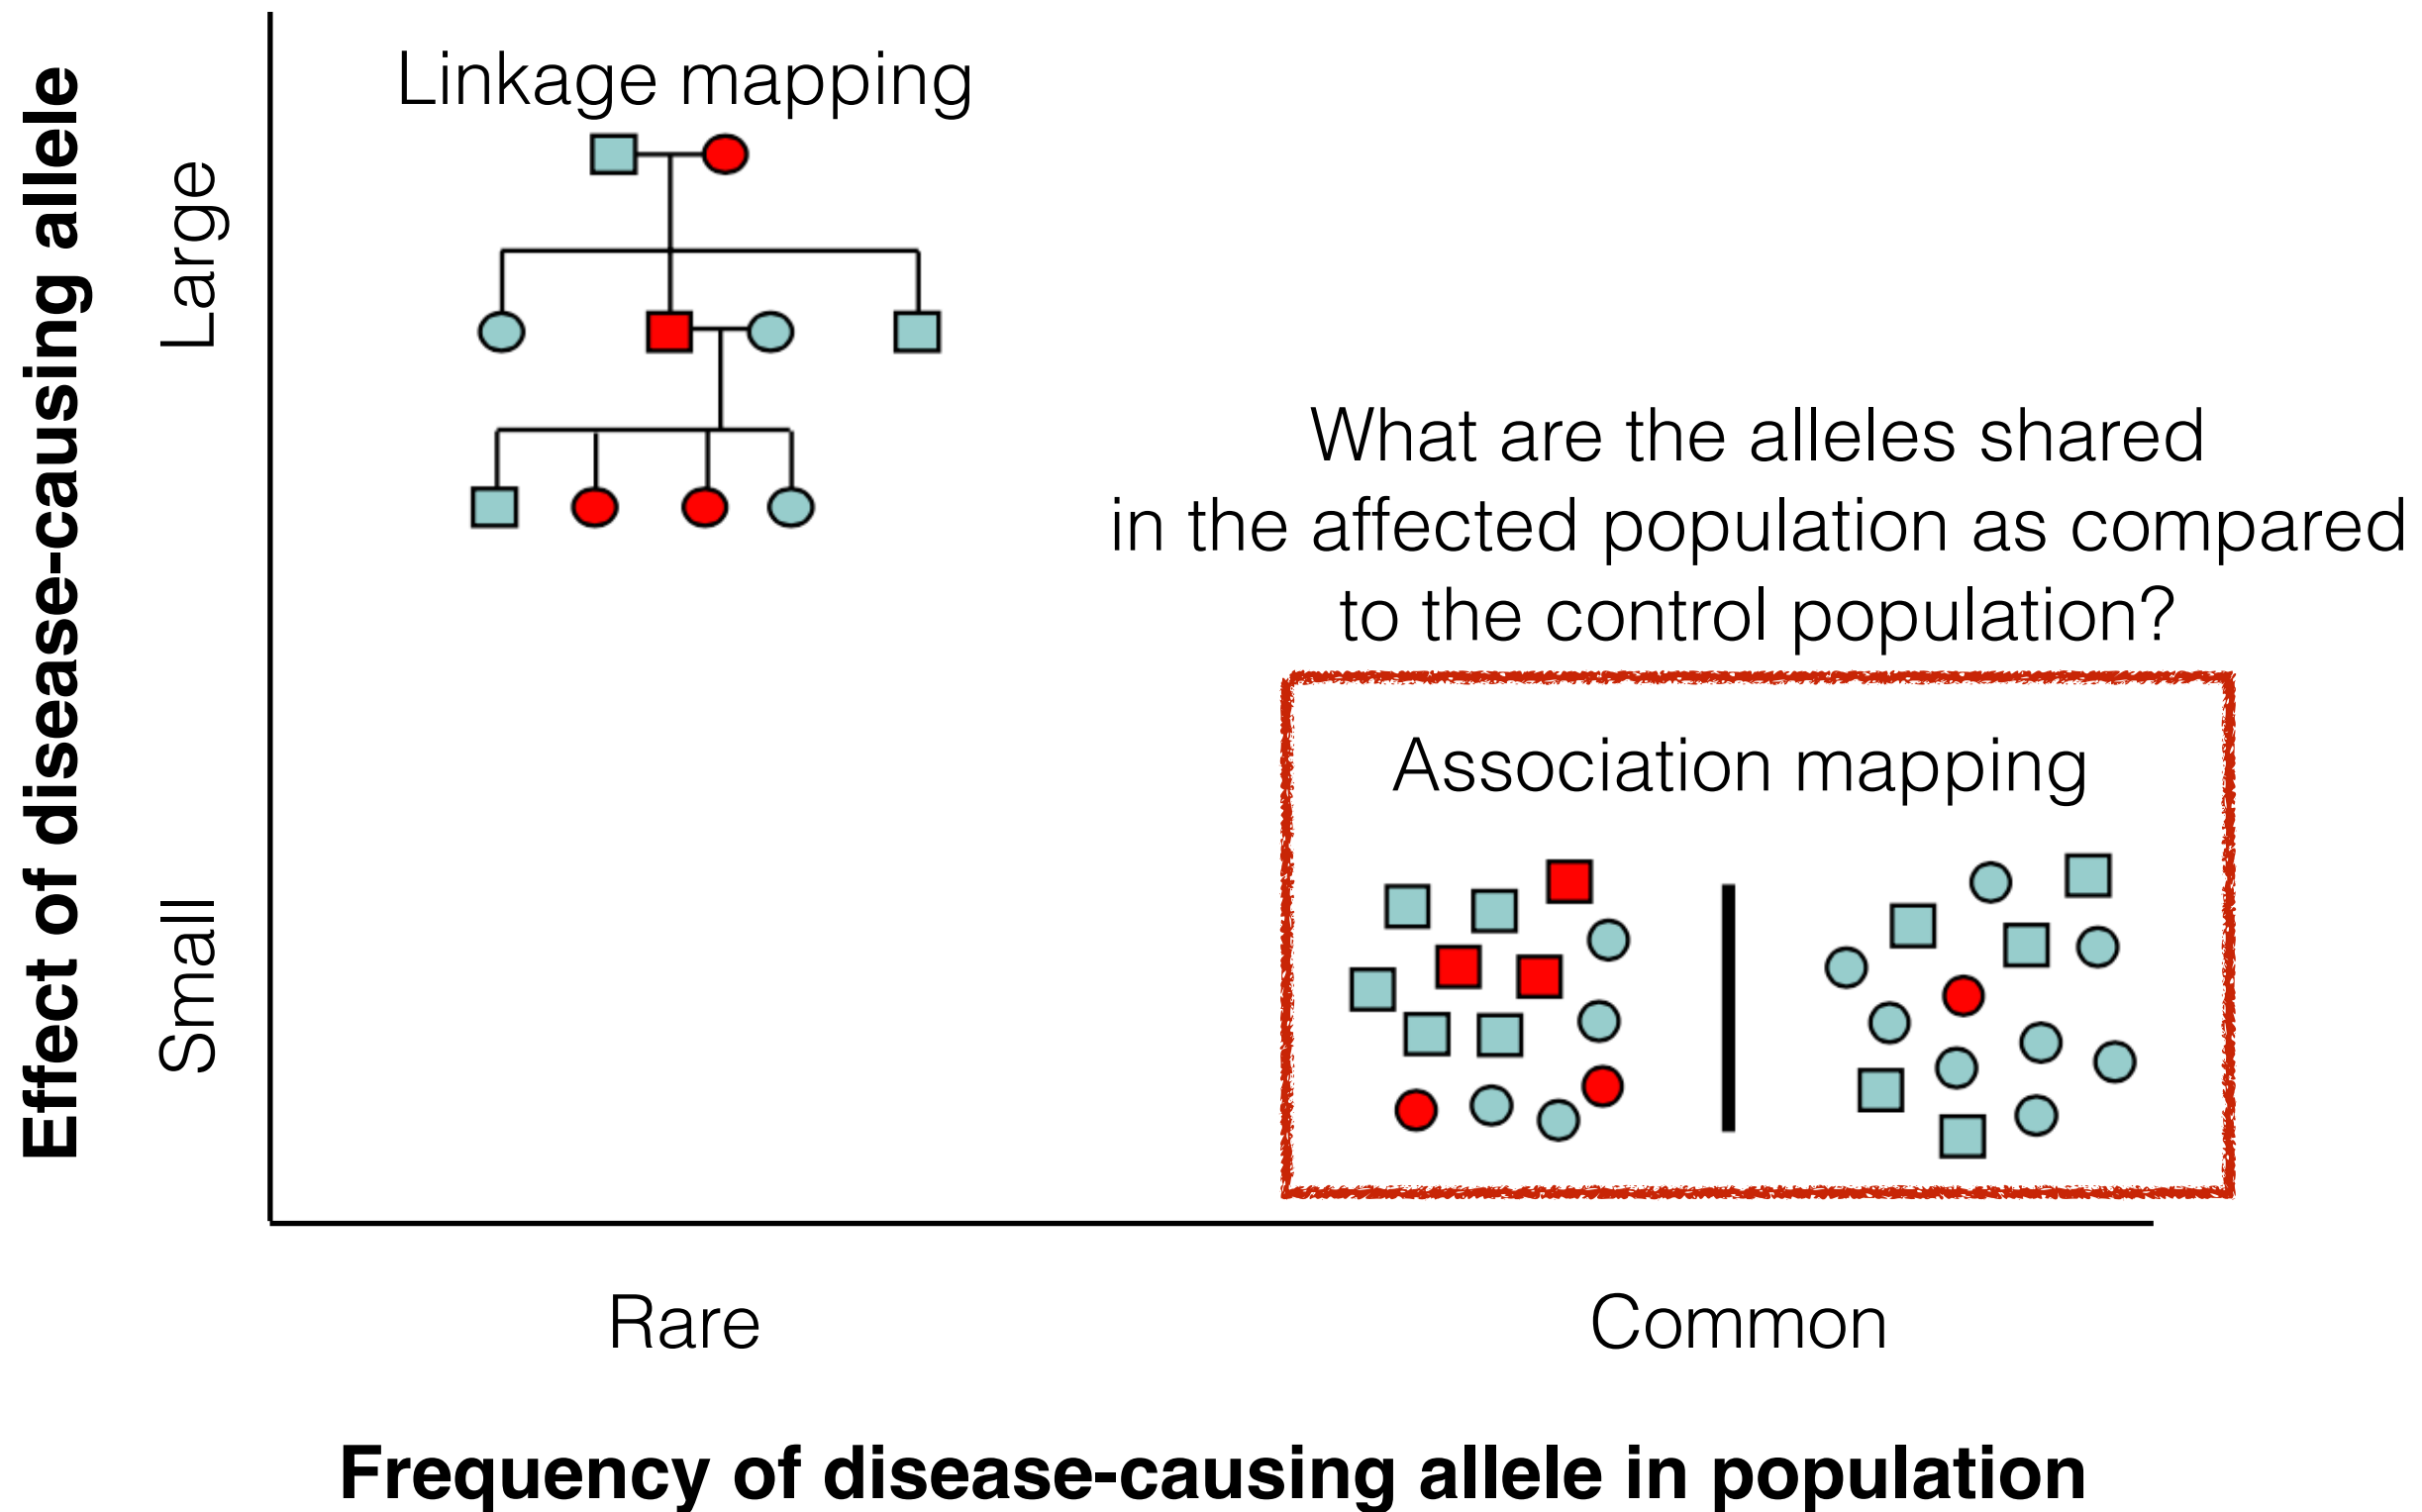 Effect of disease-causing allele
Large
Small
Linkage mapping
What are the alleles shared
in the affected population as compared
to the control population?
Association mapping
Rare
Common
Frequency of disease-causing allele in population